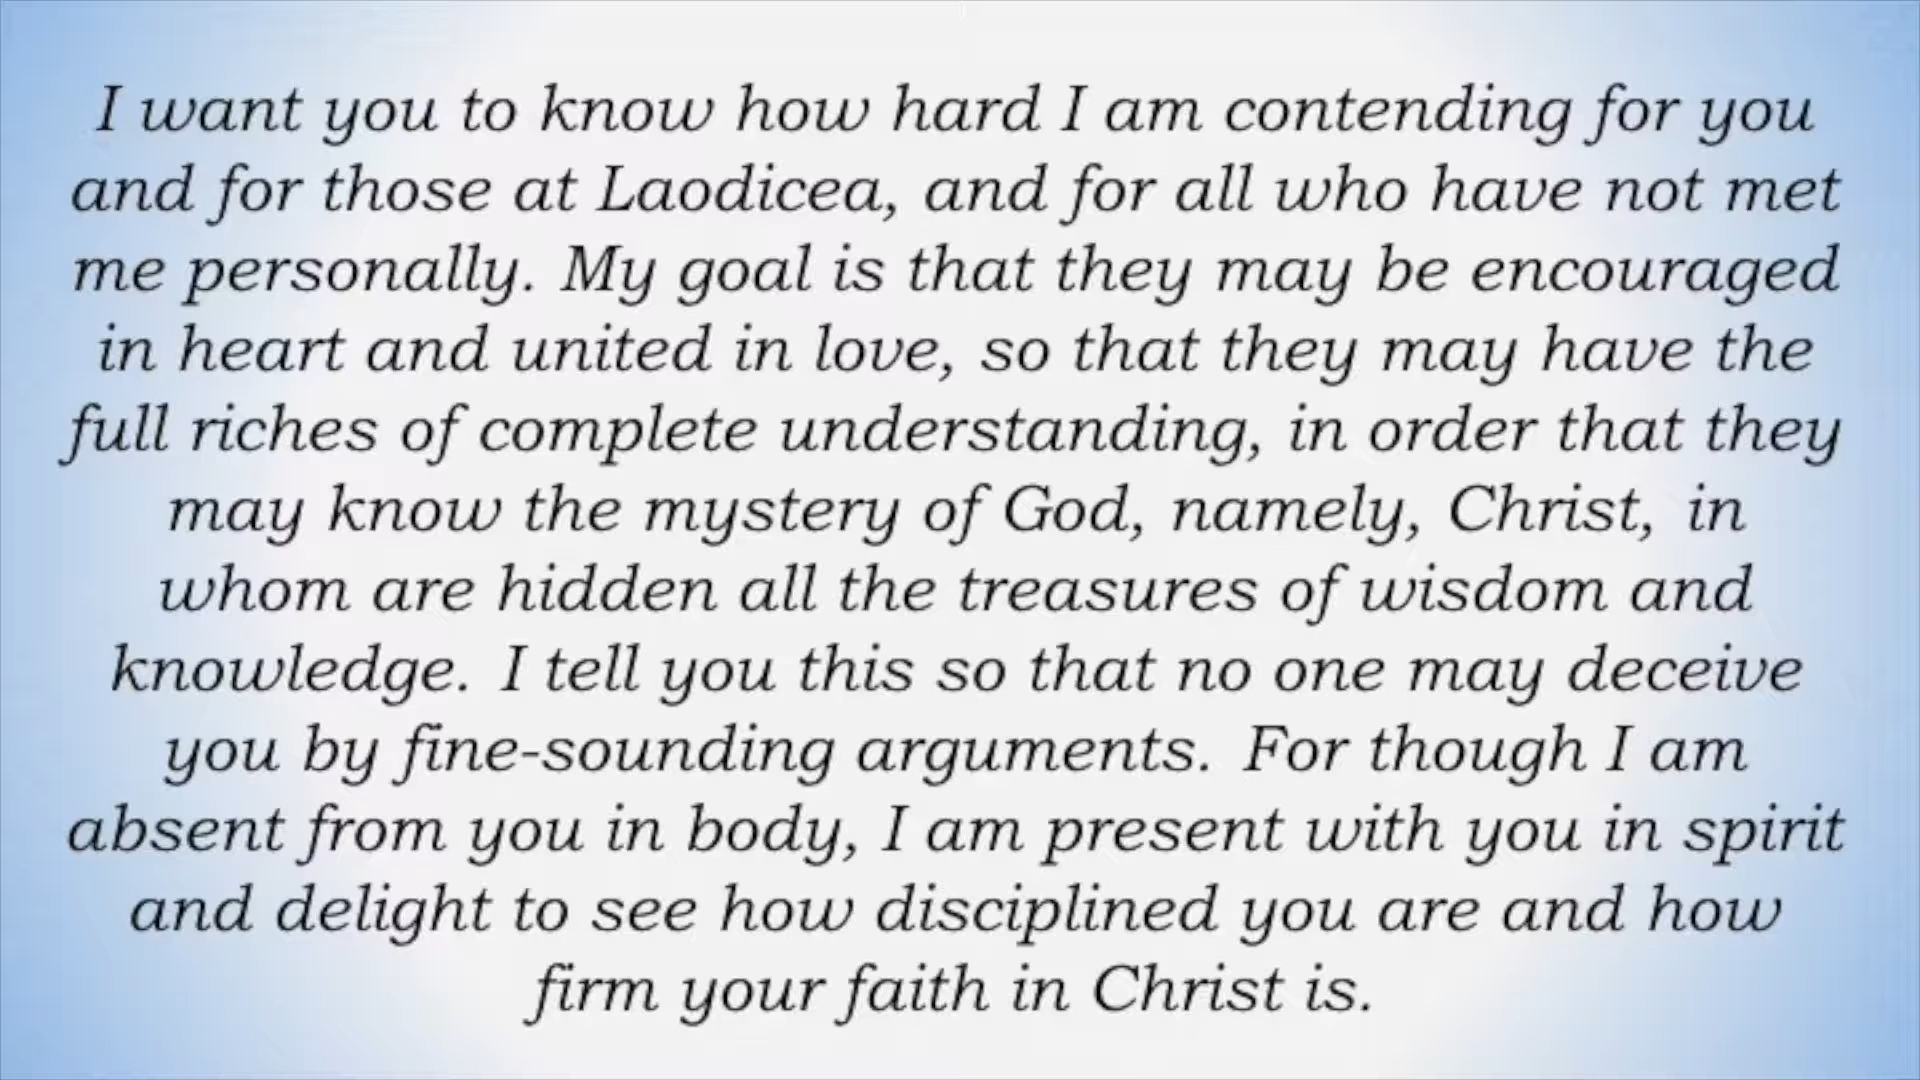 I want you to know how hard I am contending for you
and for those at Laodicea, and for all who have not met
me personally. My goal is that they may be encouraged
in heart and united in love, so that they may have the
full riches of complete understanding, in order that they
may know the mystery of God, namely, Christ, in
whom are hidden all the treasures of wisdom and
knowledge. I tell you this so that no one may deceive
you by fine-sounding arguments. For though I am
absent from you in body, I am present with you in spirit
and delight to see how disciplined you are and how
firm your faith in Christ is.